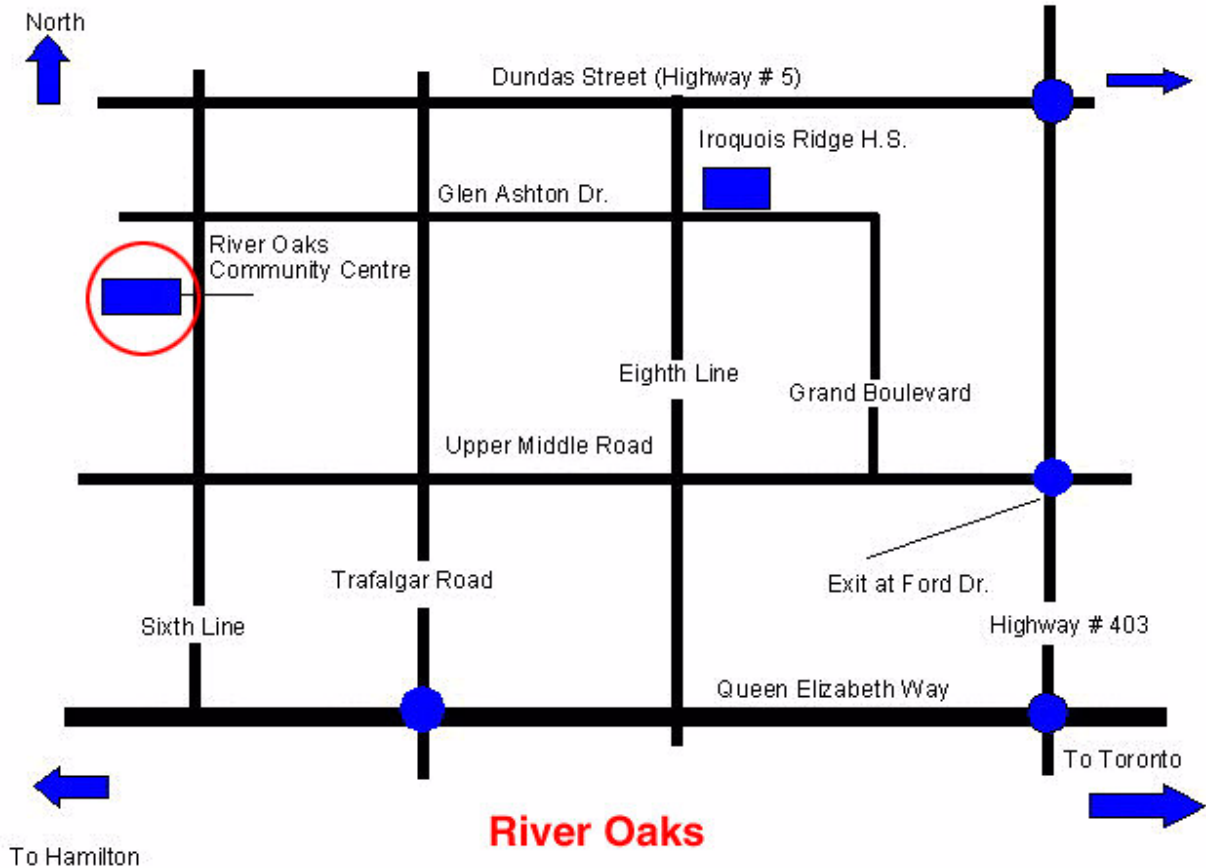 North
Dundas Street (Highway # 5)
Iroquois Ridge H.S.
Glen Ashton Dr.
River Oaks
Community Centre
Eighth Line
Grand Boulevard
Upper Middle Road
Trafalgar Road
Exit at Ford Dr.
Sixth Line
Highway # 403
Queen Elizabeth Way
To Toronto
River Oaks
To Hamilton